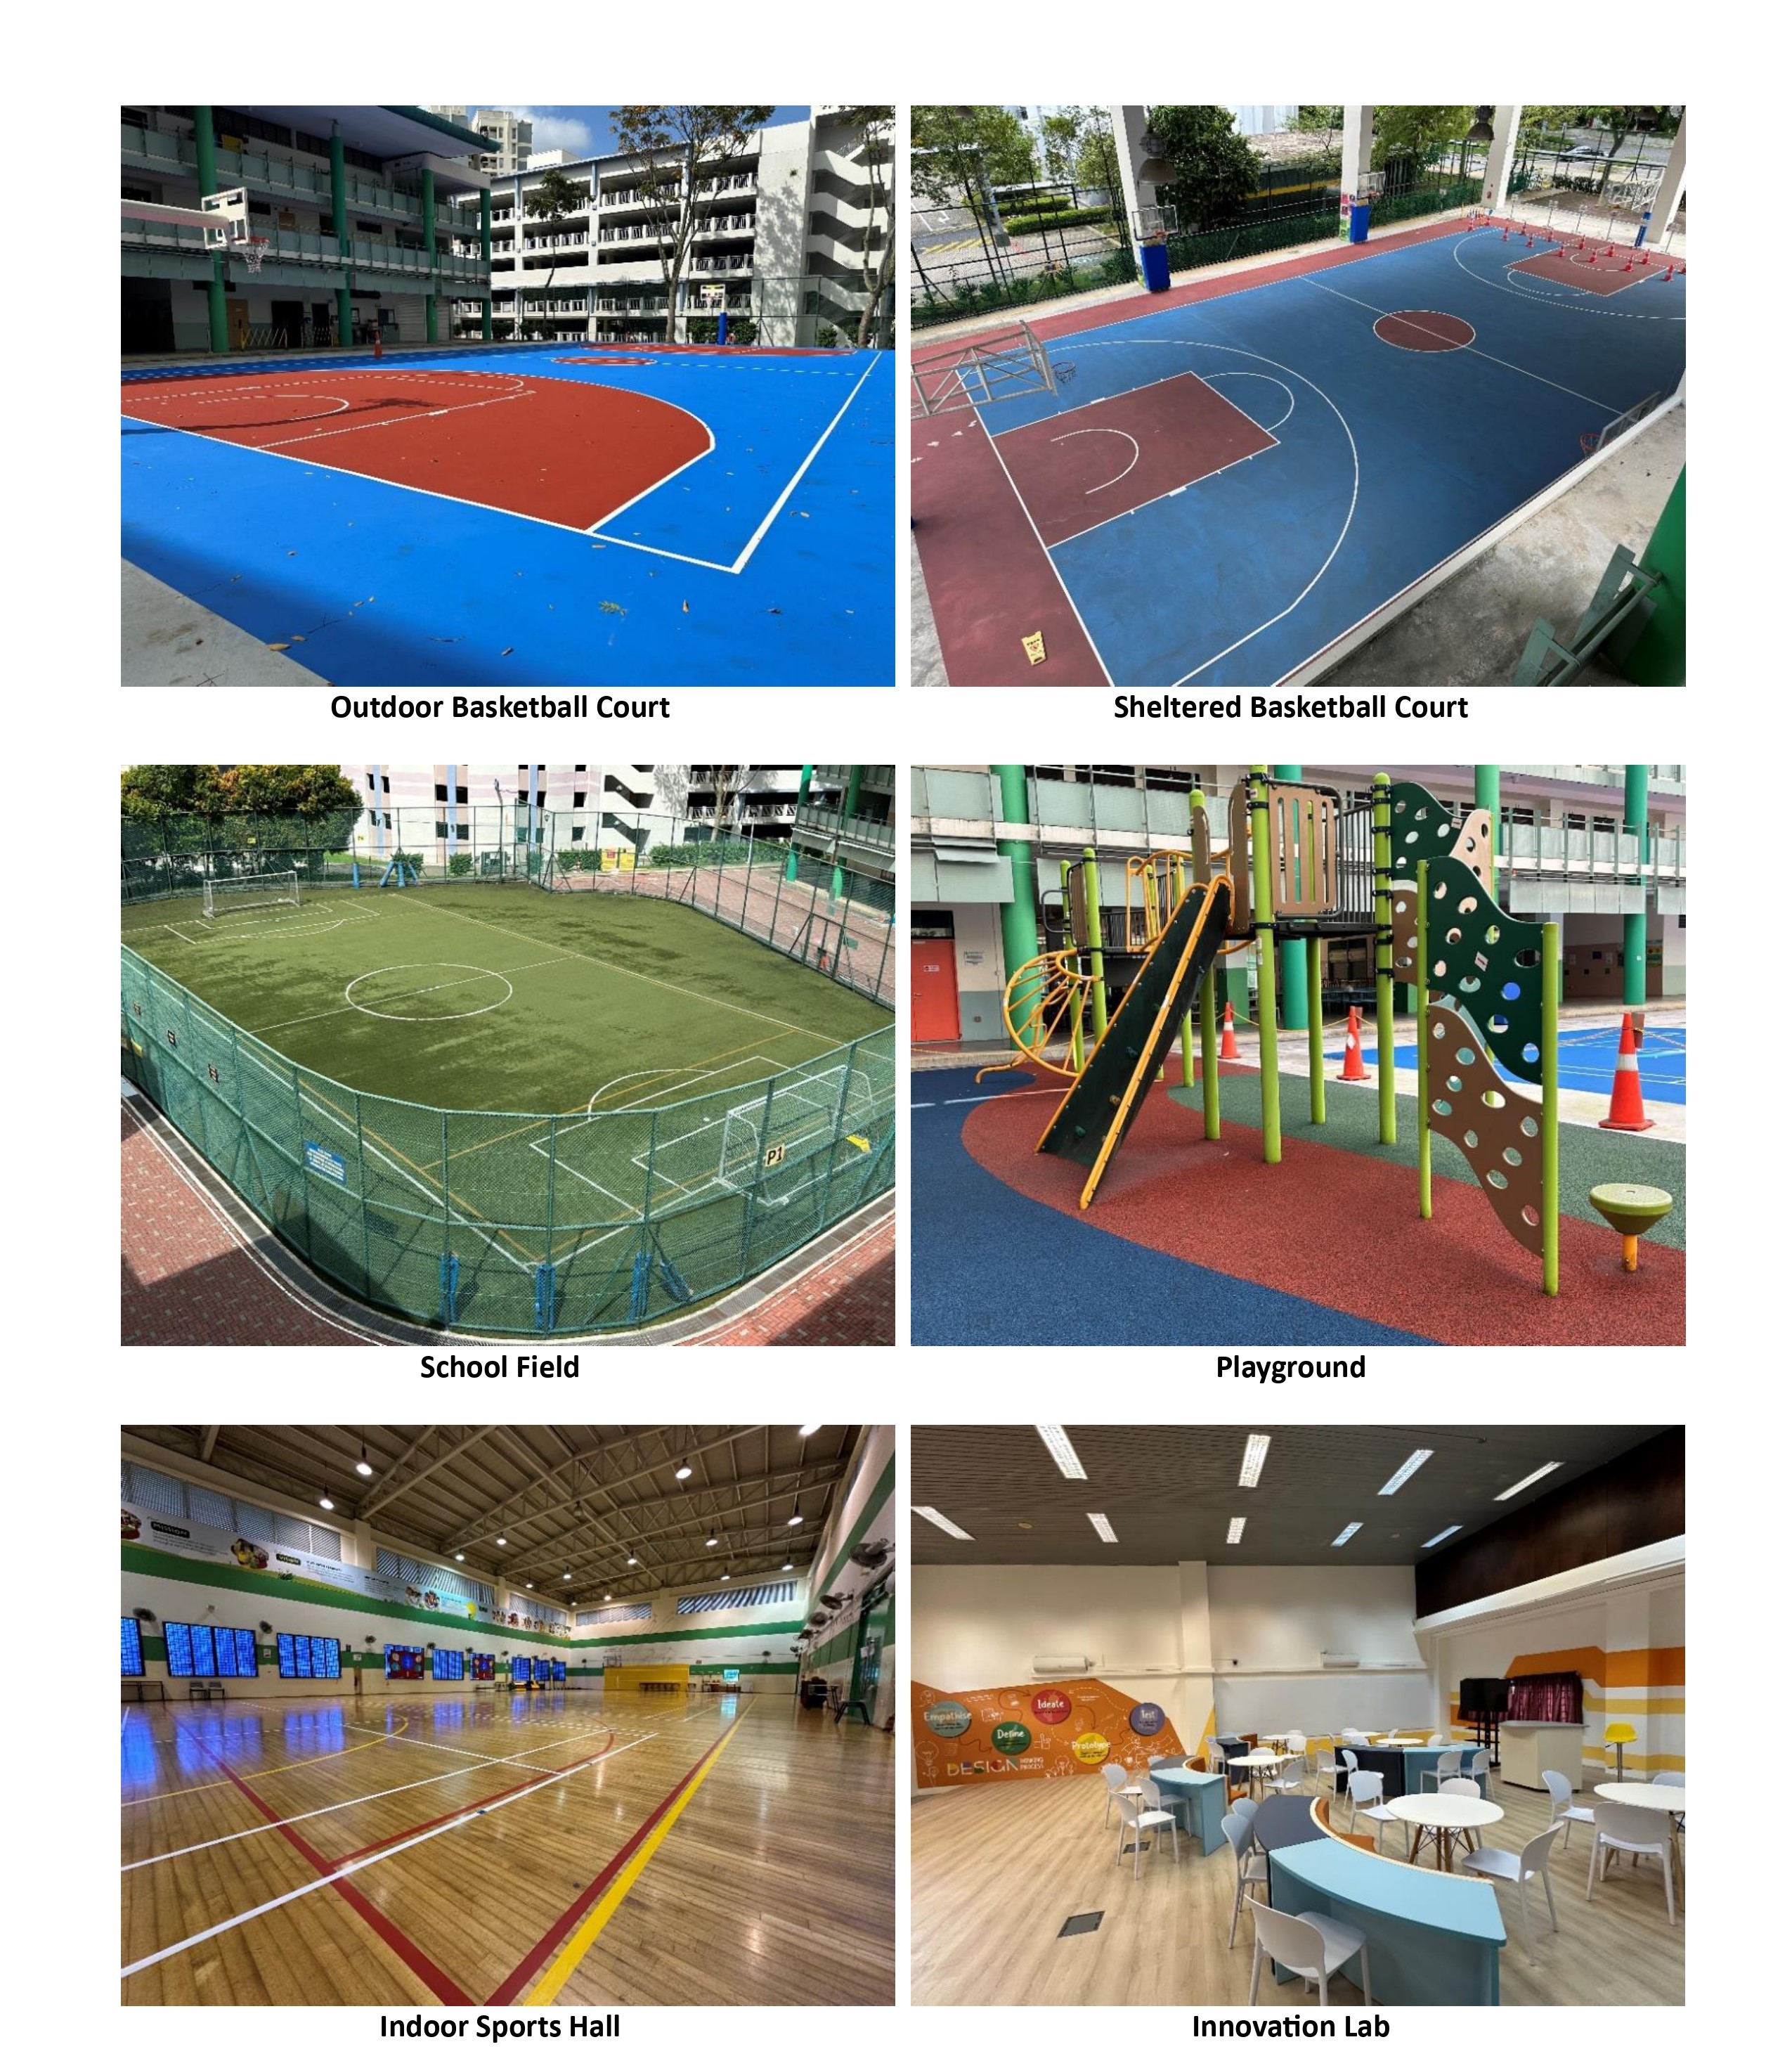 Outdoor Basketball Court
Sheltered Basketball Court
P1
School Field
Playground
MISSION
Empathise
Define
Ideate
Prototype
Test
DESIGN THINKING PROCESS
Indoor Sports Hall
Innovation Lab